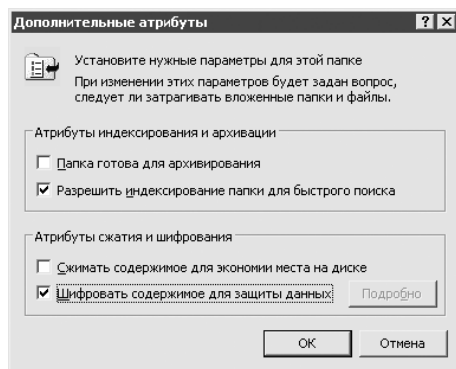 Дополнительные атрибуты
Установите нужные параметры для этой папке
При изменении этих параметров будет задан вопрос,
следует ли затрагивать вложенные папки и файлы.
Атрибуты индексирования и архивации
Папка готова для архивирования
Разрешить индексирование папки для быстрого поиска
Атрибуты сжатия и шифрования
Сжимать содержимое для экономии места на диске
Шифровать содержимое для защиты данных
Подробно
ОК
Отмена